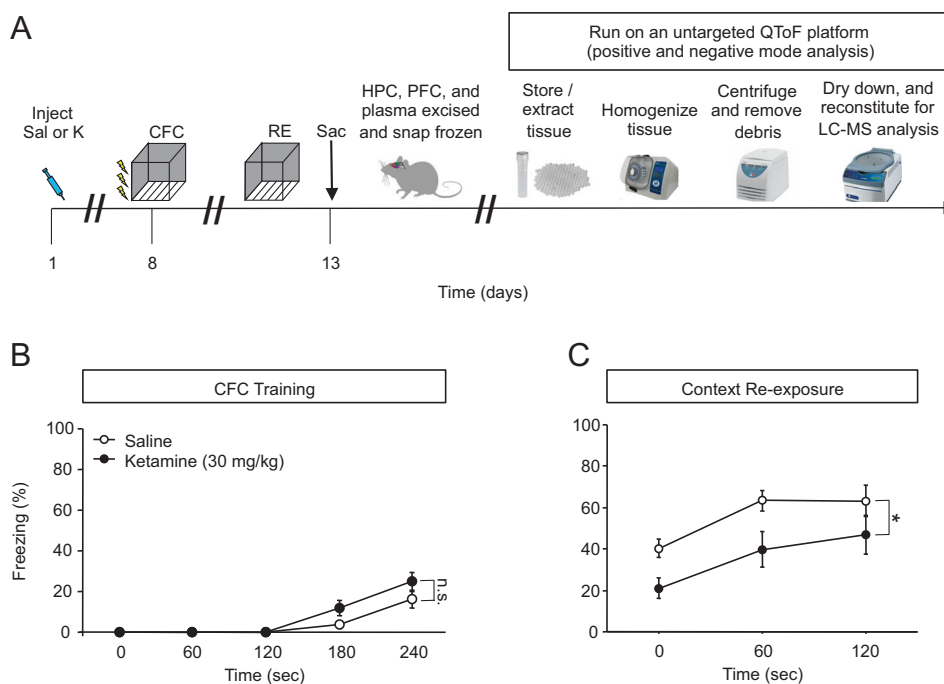 A
Run on an untargeted QToF platform
(positive and negative mode analysis)
Inject
Sal or K
CFC
RE
Sac
HPC, PFC, and
plasma excised
and snap frozen
Store /
extract
tissue
Homogenize
tissue
Centrifuge
and remove
debris
Dry down, and
reconstitute for
LC-MS analysis
1
8
13
Time (days)
B
CFC Training
100
80
60
40
20
0
Freezing (%)
Saline
Ketamine (30 mg/kg)
n.s.
0 60 120 180 240
Time (sec)
C
Context Re-exposure
100
80
60
40
20
0
*
0 60 120
Time (sec)